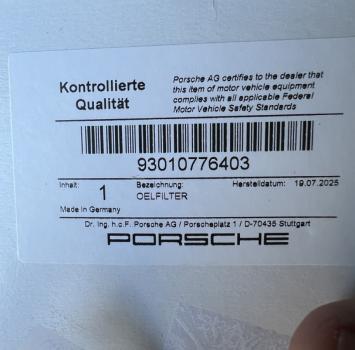 Kontrollierte
Qualität
Porsche AG certifies to the dealer that
this item of motor vehicle equipment
complies with all applicable Federal
Motor Vehicle Safety Standards
93010776403
Inhalt: 1 Bezeichnung: Herstelldatum: 19.07.2025
OELFILTER
Made in Germany
Dr. Ing. h.c.F. Porsche AG / Porscheplatz 1 / D-70435 Stuttgart
PORSCHE